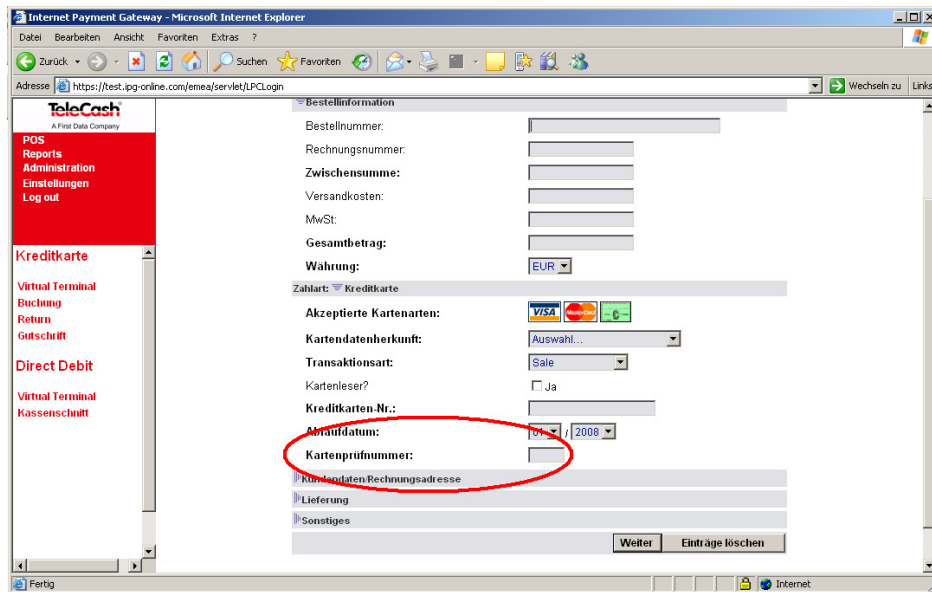 Internet Payment Gateway - Microsoft Internet Explorer
Datei Bearbeiten Ansicht Favoriten Extras ?
Zurück Suchen Favoriten
Adresse https://test.ipg-online.com/emea/servlet/LPCLogin Wechseln zu Links
TeleCash
A First Data Company
POS
Reports
Administration
Einstellungen
Log out
Kreditkarte
Virtual Terminal
Buchung
Return
Gutschrift
Direct Debit
Virtual Terminal
Kassenschnitt
Bestellinformation
Bestellnummer:
Rechnungsnummer:
Zwischensumme:
Versandkosten:
MwSt:
Gesamtbetrag:
Währung: EUR
Zahlart: Kreditkarte
Akzeptierte Kartenarten: VISA MasterCard
Kartendatenherkunft: Auswahl...
Transaktionsart: Sale
Kartenleser? Ja
Kreditkarten-Nr.:
Ablaufdatum: 01 / 2008
Kartenprüfnummer:
Kundendaten/Rechnungsadresse
Lieferung
Sonstiges
Weiter Einträge löschen
Fertig Internet